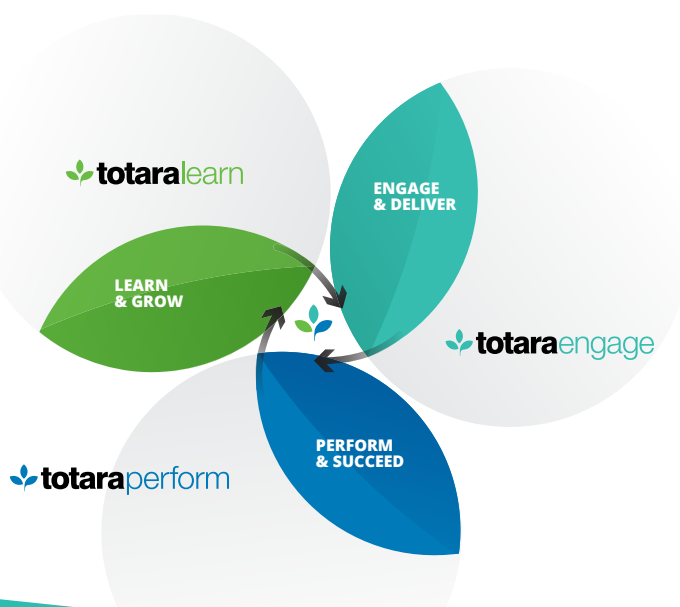 totaralearn
ENGAGE
& DELIVER
LEARN
& GROW
totaraengage
PERFORM
& SUCCEED
totaraperform